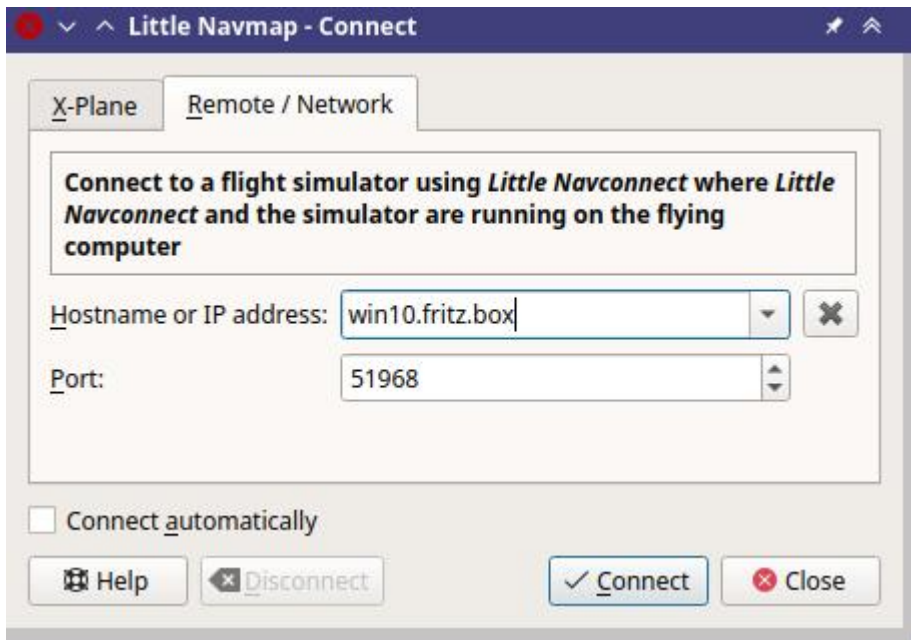 Little Navmap - Connect
X-Plane
Remote / Network
Connect to a flight simulator using Little Navconnect where Little
Navconnect and the simulator are running on the flying
computer
Hostname or IP address: win10.fritz.box
Port: 51968
Connect automatically
Help
Disconnect
Connect
Close